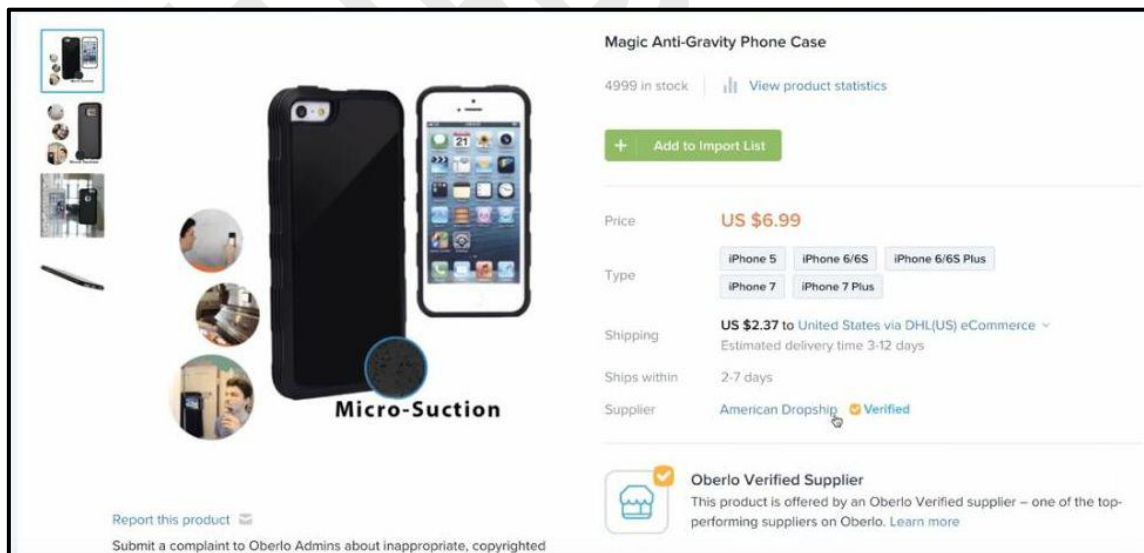 Magic Anti-Gravity Phone Case
4999 in stock
View product statistics
+ Add to Import List
Price US $6.99
Type iPhone 5 iPhone 6/6S iPhone 6/6S Plus
iPhone 7 iPhone 7 Plus
Shipping US $2.37 to United States via DHL(US) eCommerce
Estimated delivery time 3-12 days
Ships within 2-7 days
Supplier American Dropship Verified
Oberlo Verified Supplier
This product is offered by an Oberlo Verified supplier – one of the top-
performing suppliers on Oberlo. Learn more
Micro-Suction
Report this product
Submit a complaint to Oberlo Admins about inappropriate, copyrighted